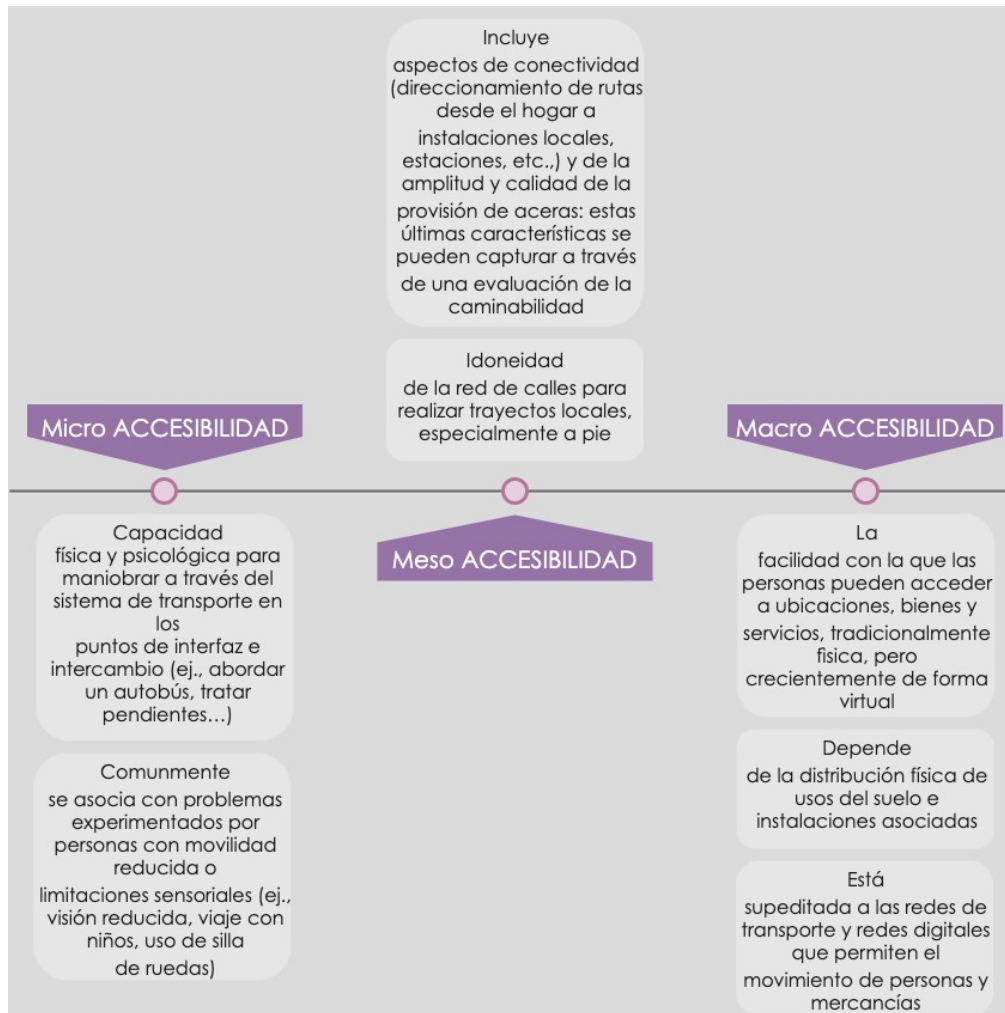 Incluye
aspectos de conectividad
(direccionamiento de rutas
desde el hogar a
instalaciones locales,
estaciones, etc.,) y de la
amplitud y calidad de la
provisión de aceras: estas
últimas características se
pueden capturar a través
de una evaluación de la
caminabilidad
Idoneidad
de la red de calles para
realizar trayectos locales,
especialmente a pie
Micro ACCESIBILIDAD
Macro ACCESIBILIDAD
Meso ACCESIBILIDAD
Capacidad
física y psicológica para
maniobrar a través del
sistema de transporte en
los
puntos de interfaz e
intercambio (ej., abordar
un autobús, tratar
pendientes...)
Comunmente
se asocia con problemas
experimentados por
personas con movilidad
reducida o
limitaciones sensoriales (ej.,
visión reducida, viaje con
niños, uso de silla
de ruedas)
La
facilidad con la que las
personas pueden acceder
a ubicaciones, bienes y
servicios, tradicionalmente
fìsica, pero
crecientemente de forma
virtual
Depende
de la distribución física de
usos del suelo e
instalaciones asociadas
Está
supeditada a las redes de
transporte y redes digitales
que permiten el
movimiento de personas y
mercancías